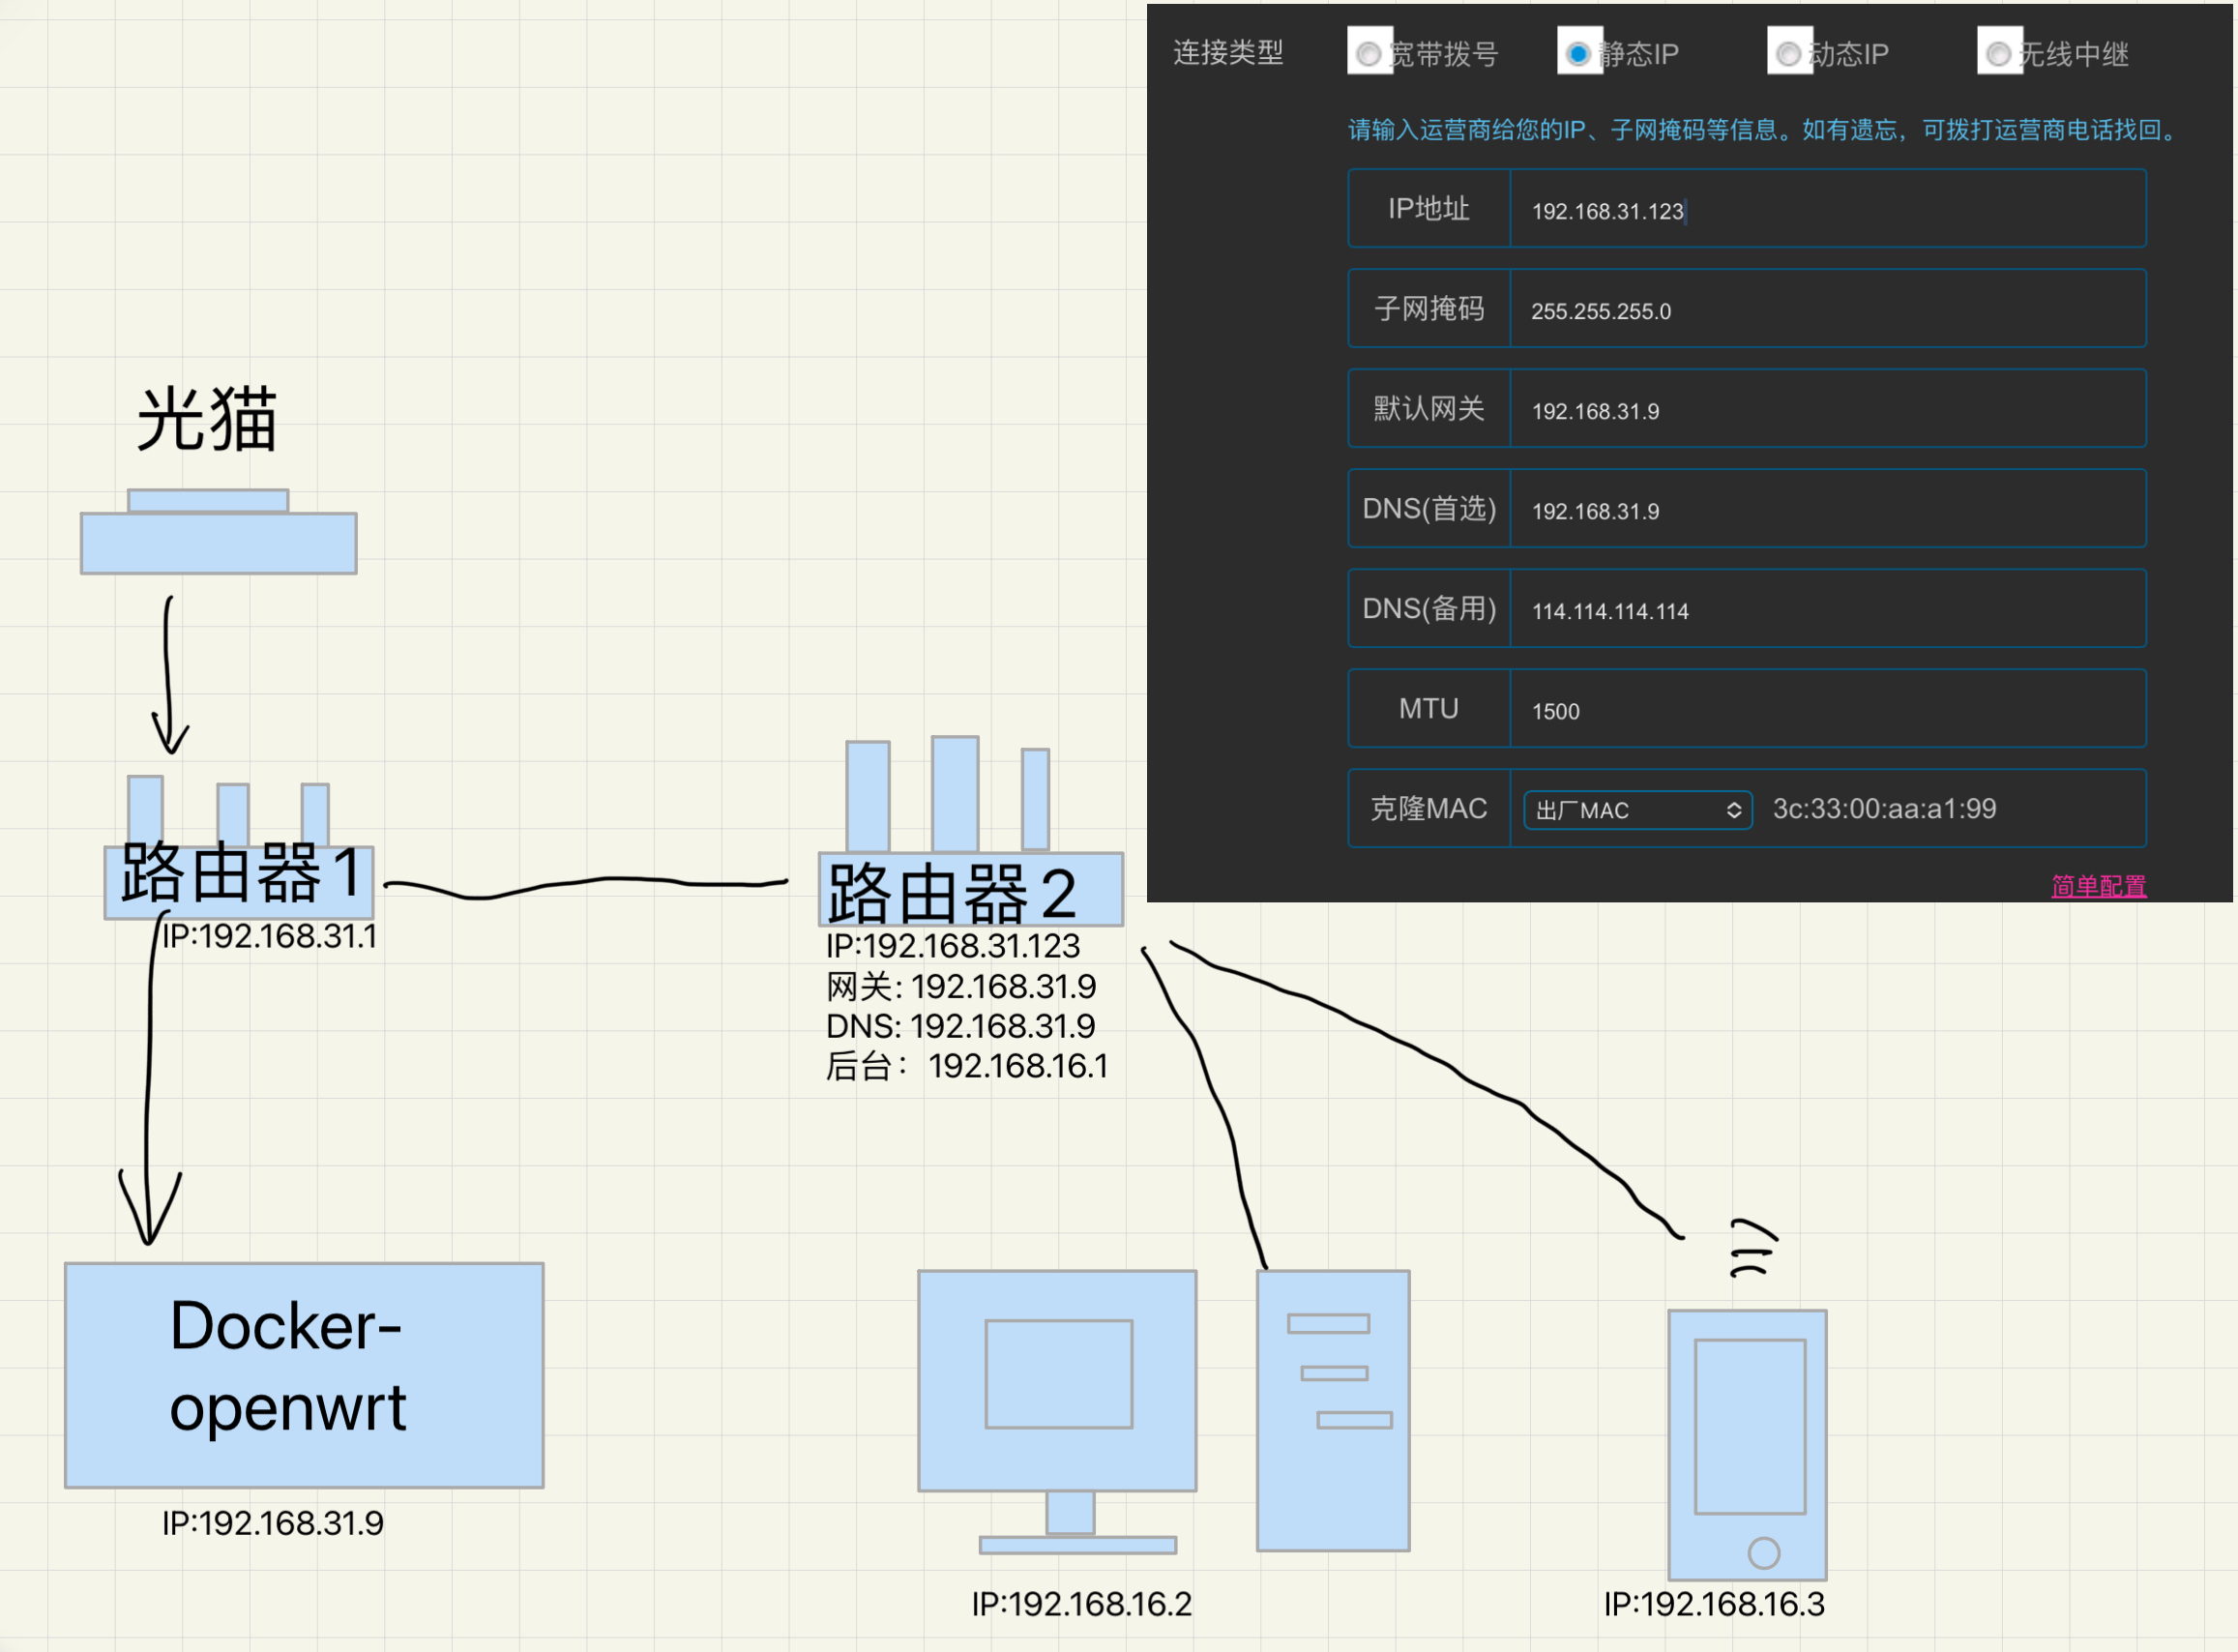 连接类型 宽带拨号 静态IP 动态IP 无线中继
请输入运营商给您的IP、子网掩码等信息。如有遗忘，可拨打运营商电话找回。
IP地址 192.168.31.123
子网掩码 255.255.255.0
默认网关 192.168.31.9
DNS(首选) 192.168.31.9
DNS(备用) 114.114.114.114
MTU 1500
克隆MAC 出厂MAC 3c:33:00:aa:a1:99
简单配置
光猫
路由器1
IP:192.168.31.1
路由器2
IP:192.168.31.123
网关: 192.168.31.9
DNS: 192.168.31.9
后台： 192.168.16.1
Docker-
openwrt
IP:192.168.31.9
IP:192.168.16.2
IP:192.168.16.3